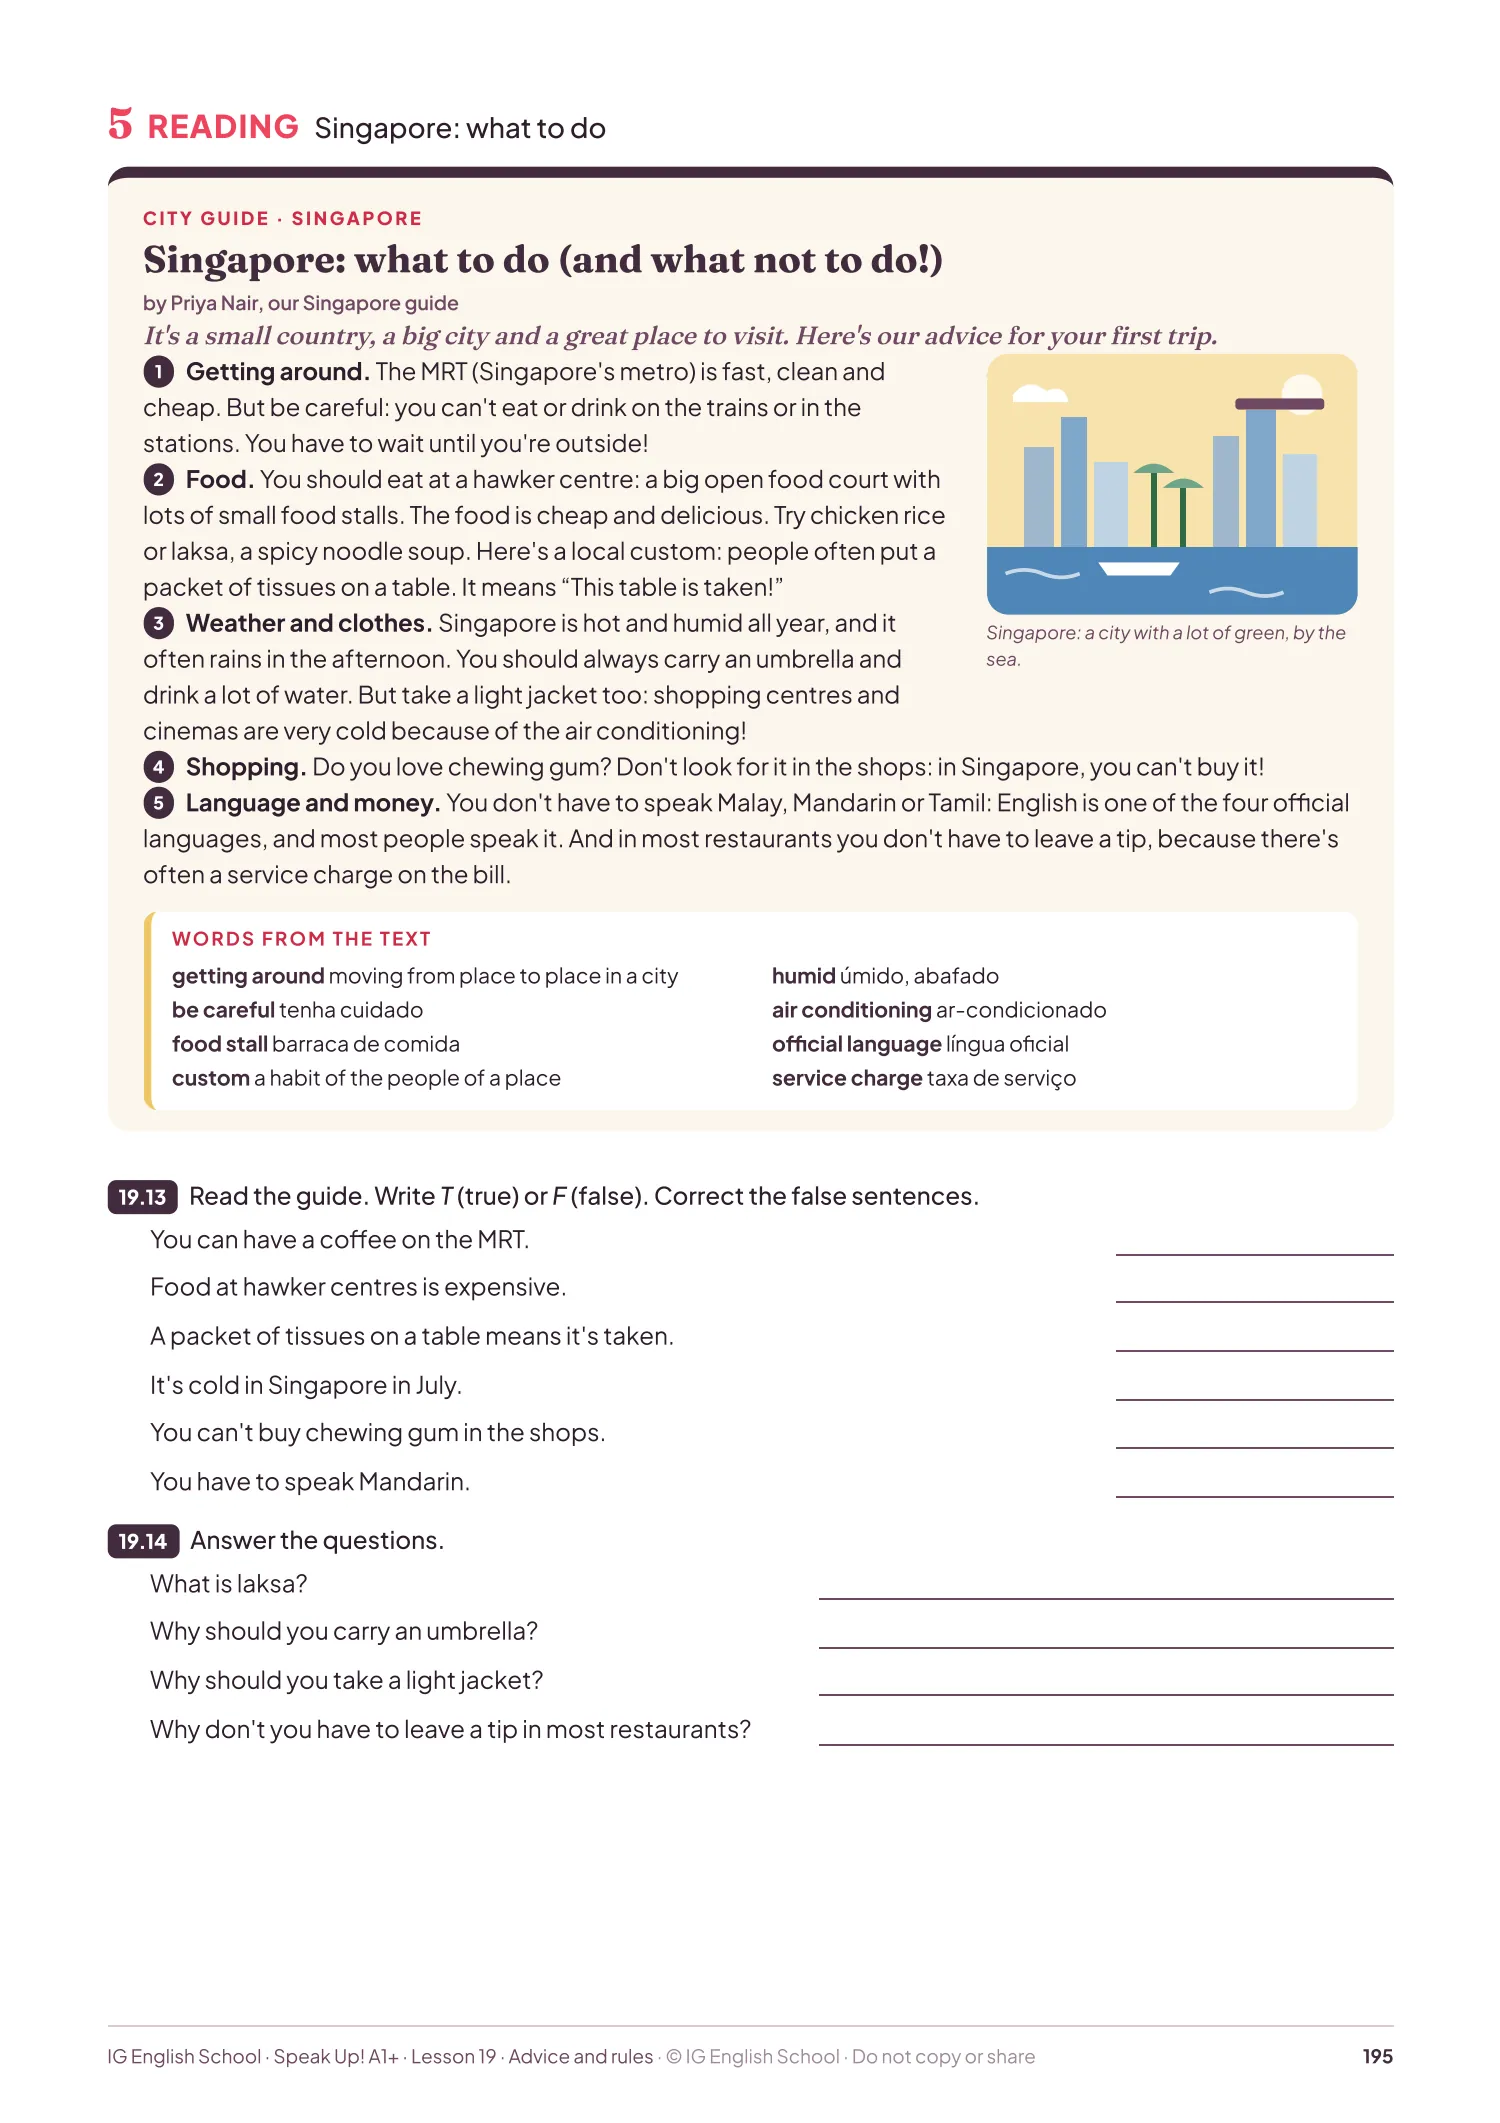 5 READING Singapore: what to do
CITY GUIDE · SINGAPORE
Singapore: what to do (and what not to do!)
by Priya Nair, our Singapore guide
It's a small country, a big city and a great place to visit. Here's our advice for your first trip.
1 Getting around. The MRT (Singapore's metro) is fast, clean and
cheap. But be careful: you can't eat or drink on the trains or in the
stations. You have to wait until you're outside!
2 Food. You should eat at a hawker centre: a big open food court with
lots of small food stalls. The food is cheap and delicious. Try chicken rice
or laksa, a spicy noodle soup. Here's a local custom: people often put a
packet of tissues on a table. It means “This table is taken!”
3 Weather and clothes. Singapore is hot and humid all year, and it
often rains in the afternoon. You should always carry an umbrella and
drink a lot of water. But take a light jacket too: shopping centres and
cinemas are very cold because of the air conditioning!
Singapore: a city with a lot of green, by the
sea.
4 Shopping. Do you love chewing gum? Don't look for it in the shops: in Singapore, you can't buy it!
5 Language and money. You don't have to speak Malay, Mandarin or Tamil: English is one of the four official
languages, and most people speak it. And in most restaurants you don't have to leave a tip, because there's
often a service charge on the bill.
WORDS FROM THE TEXT
getting around moving from place to place in a city
be careful tenha cuidado
food stall barraca de comida
custom a habit of the people of a place
humid úmido, abafado
air conditioning ar-condicionado
official language língua oficial
service charge taxa de serviço
19.13 Read the guide. Write T (true) or F (false). Correct the false sentences.
You can have a coffee on the MRT.
Food at hawker centres is expensive.
A packet of tissues on a table means it's taken.
It's cold in Singapore in July.
You can't buy chewing gum in the shops.
You have to speak Mandarin.
19.14 Answer the questions.
What is laksa?
Why should you carry an umbrella?
Why should you take a light jacket?
Why don't you have to leave a tip in most restaurants?
IG English School · Speak Up! A1+ · Lesson 19 · Advice and rules · © IG English School · Do not copy or share
195